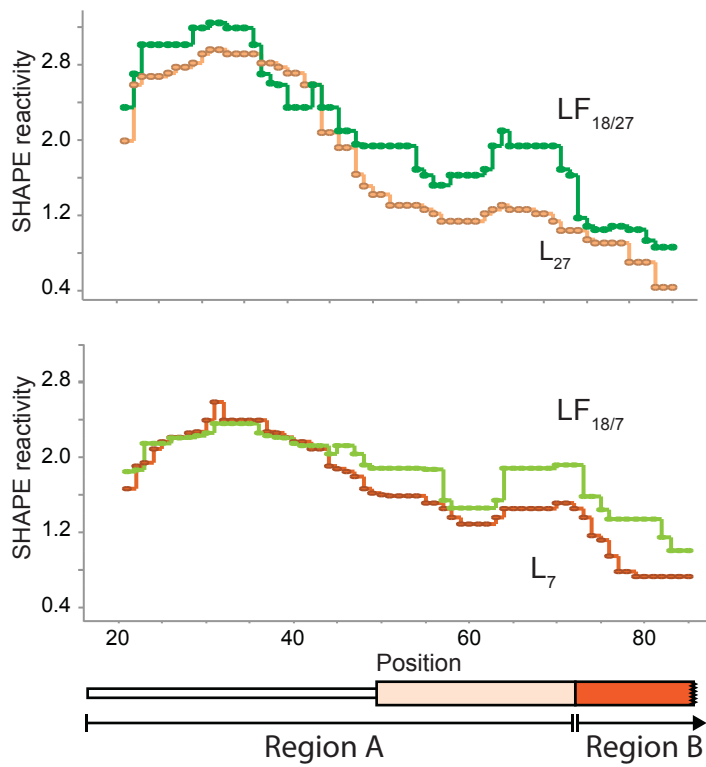 SHAPE reactivity
2.8
2.0
1.2
0.4
LF18/27
L27
SHAPE reactivity
2.8
2.0
1.2
0.4
LF18/7
L7
20 40 60 80
Position
Region A Region B